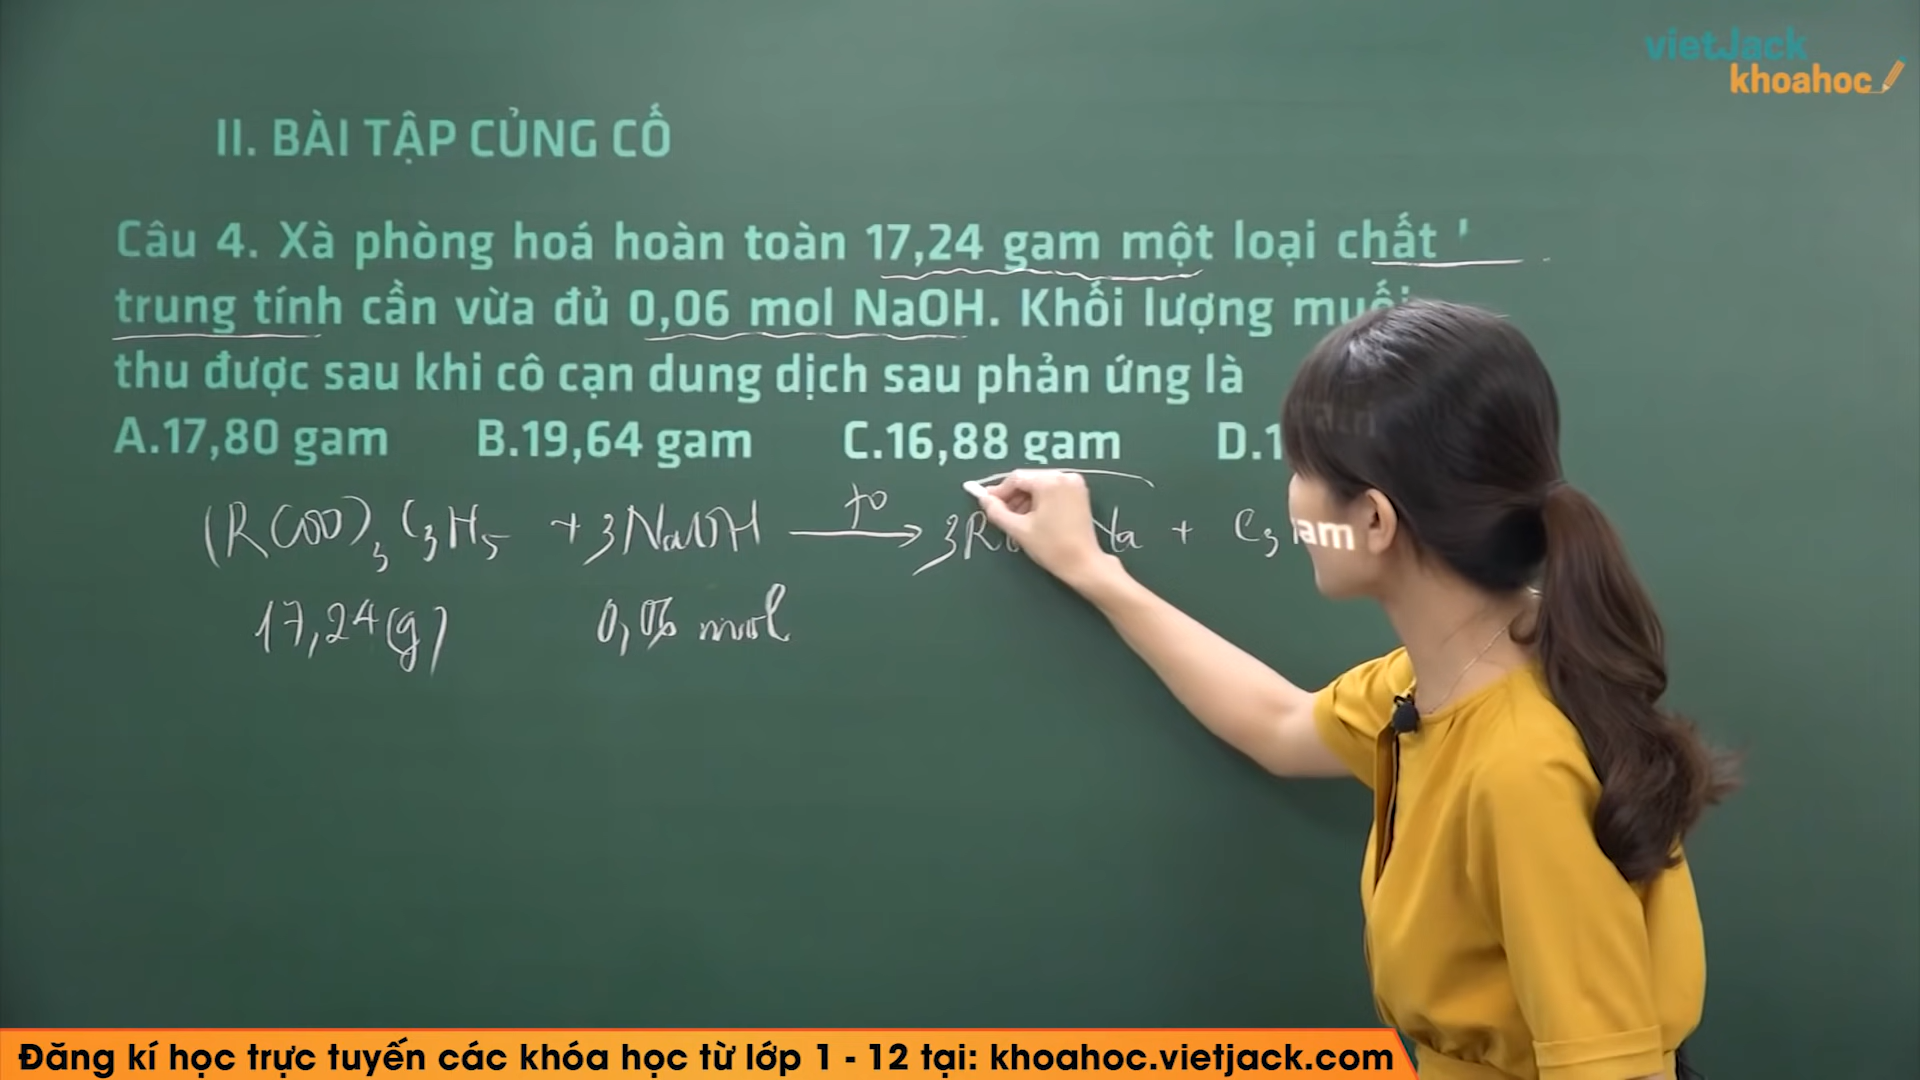 vietJack
khoahoc
II. BÀI TẬP CỦNG CỐ
Câu 4. Xà phòng hoá hoàn toàn 17,24 gam một loại chất
trung tính cần vừa đủ 0,06 mol NaOH. Khối lượng muối
thu được sau khi cô cạn dung dịch sau phản ứng là
A.17,80 gam B.19,64 gam C.16,88 gam D.1
(RCOO)3C3H5 + 3NaOH t° → 3R Na + C3
17,24(g) 0,06 mol
Đăng kí học trực tuyến các khóa học từ lớp 1 - 12 tại: khoahoc.vietjack.com